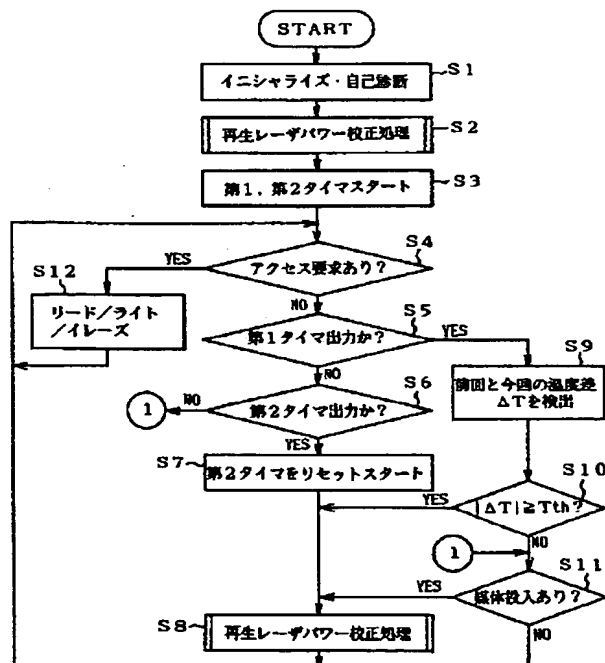 START
イニシャライズ・自己診断
S1
再生レーザパワー校正処理
S2
第1,第2タイマスタート
S3
S4
アクセス要求あり?
YES
NO
S12
リード/ライト
/イレーズ
S5
第1タイマ出力か?
YES
NO
S9
前回と今回の温度差
ΔTを検出
S6
第2タイマ出力か?
NO
1
YES
S7
第2タイマをリセットスタート
S10
|ΔT|≧Tth?
YES
NO
1
S11
媒体投入あり?
YES
NO
S8
再生レーザパワー校正処理